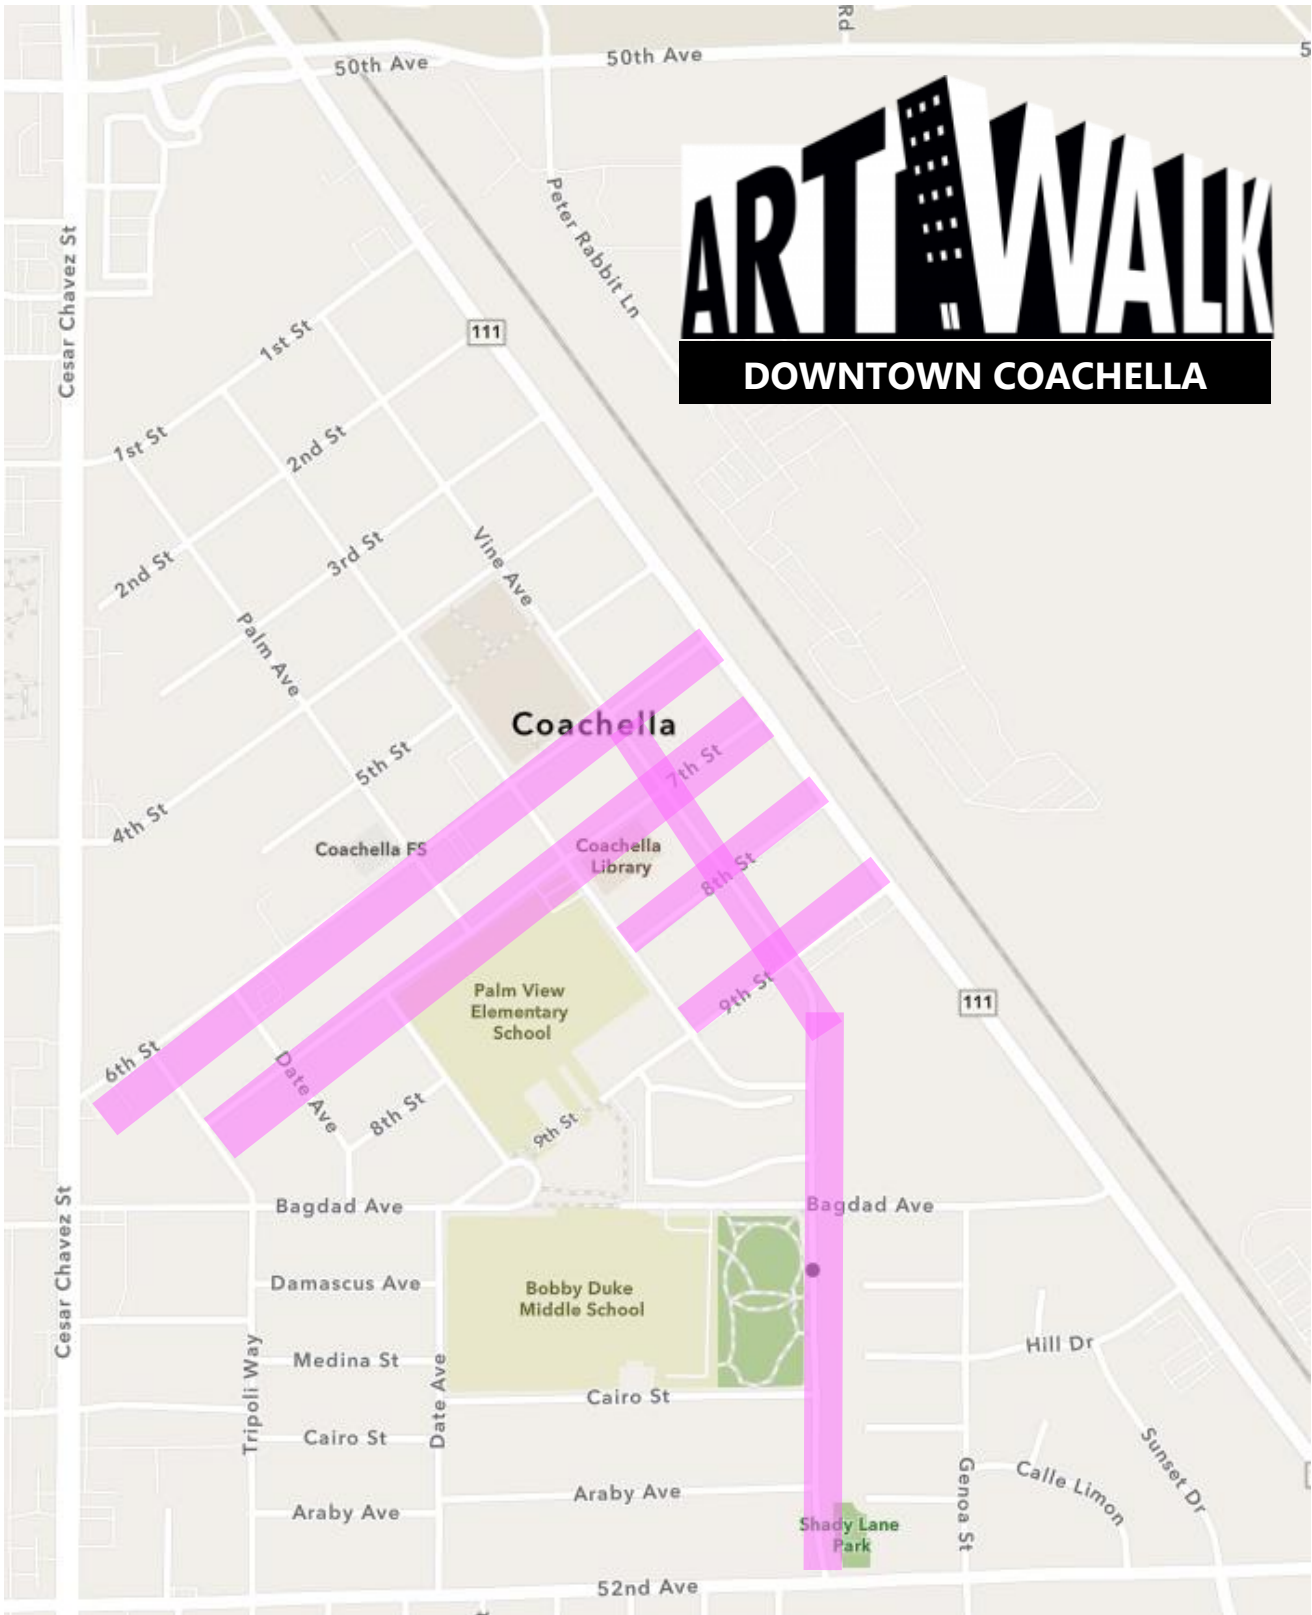 Rd
50th Ave
50th Ave
5
ART WALK
DOWNTOWN COACHELLA
Peter Rabbit Ln
Cesar Chavez St
111
1st St
1st St
2nd St
2nd St
3rd St
Vine Ave
Palm Ave
Coachella
5th St
7th St
4th St
Coachella FS
Coachella
Library
8th St
Palm View
Elementary
School
9th St
111
6th St
Date Ave
8th St
9th St
Cesar Chavez St
Bagdad Ave
Bagdad Ave
Damascus Ave
Bobby Duke
Middle School
Medina St
Hill Dr
Tripoli Way
Date Ave
Cairo St
Cairo St
Sunset Dr
Genoa St
Calle Limon
Araby Ave
Araby Ave
Shady Lane
Park
52nd Ave